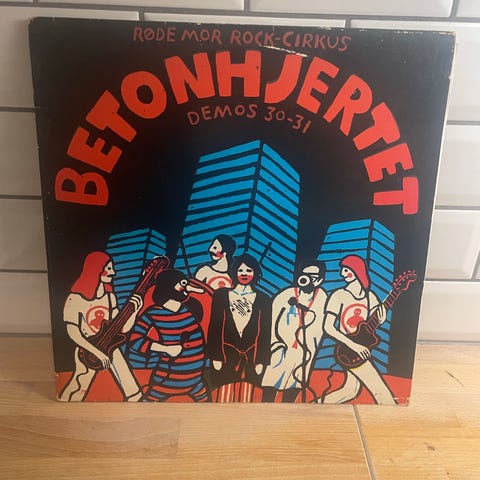 RØDE MOR ROCK-CIRKUS
BETONHJERTET
DEMOS 30-31